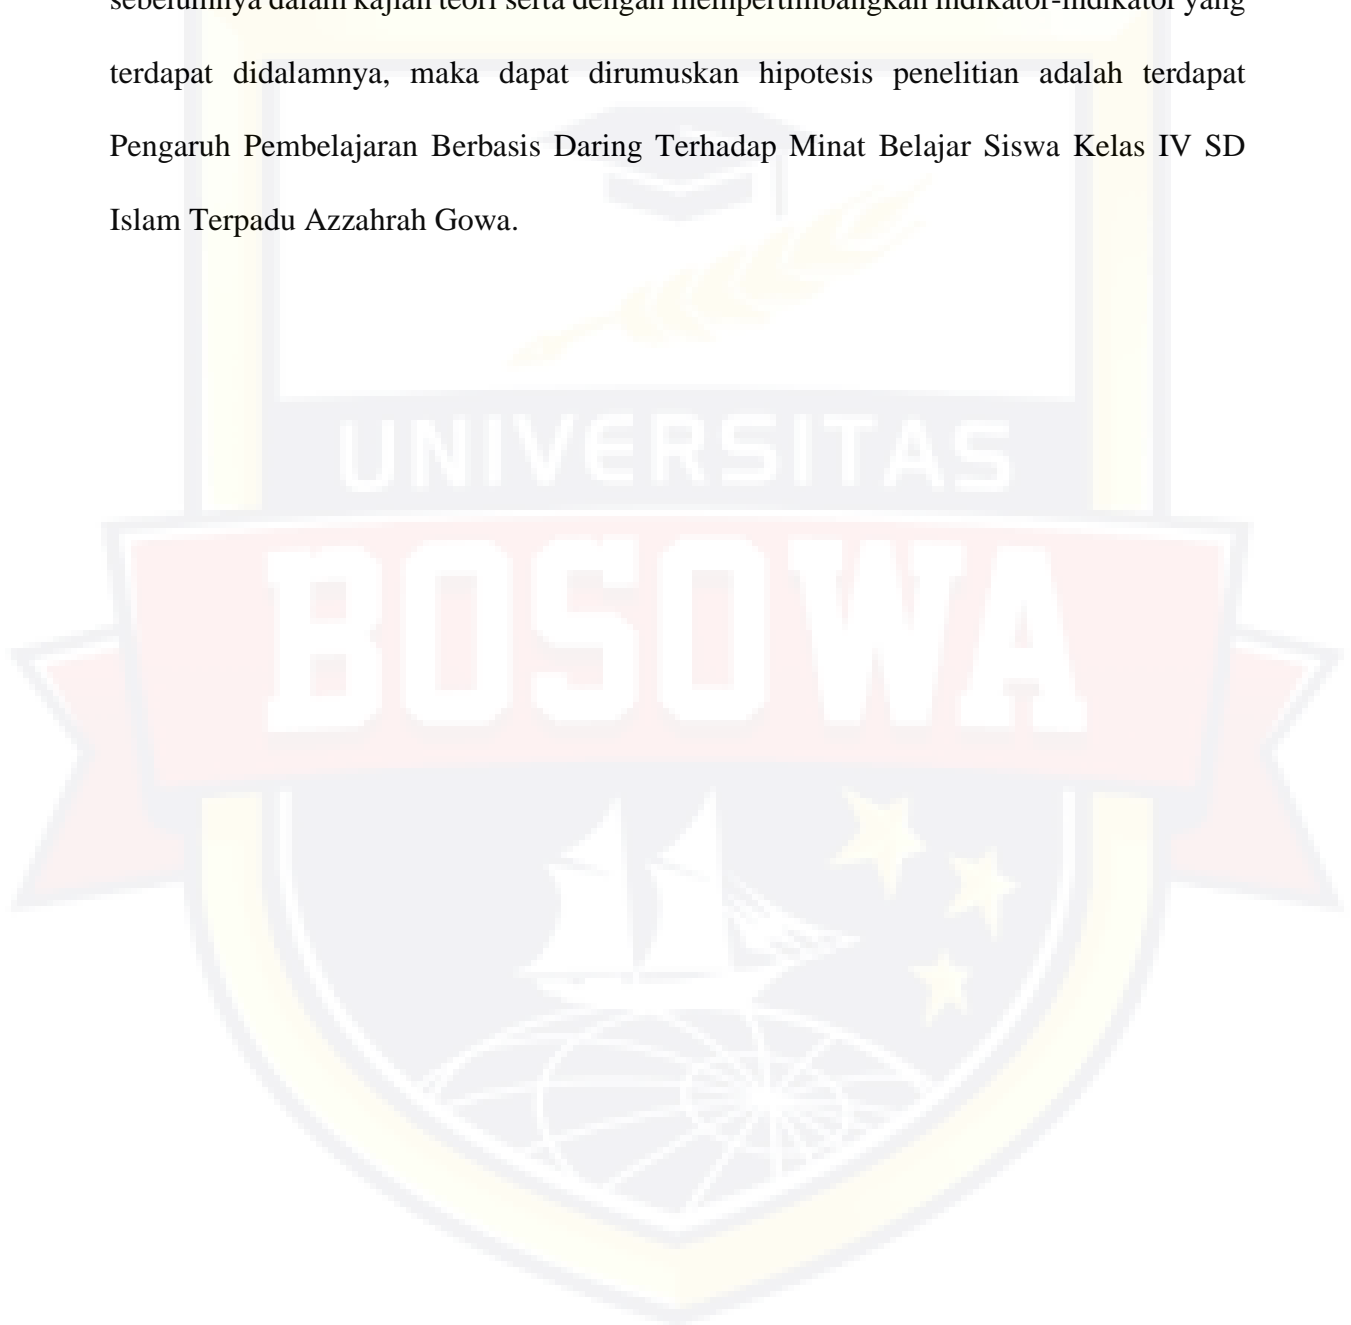 sebelumnya dalam kajian teori serta dengan mempertimbangkan indikator-indikator yang
terdapat didalamnya, maka dapat dirumuskan hipotesis penelitian adalah terdapat
Pengaruh Pembelajaran Berbasis Daring Terhadap Minat Belajar Siswa Kelas IV SD
Islam Terpadu Azzahrah Gowa.
UNIVERSITAS
BOSOWA